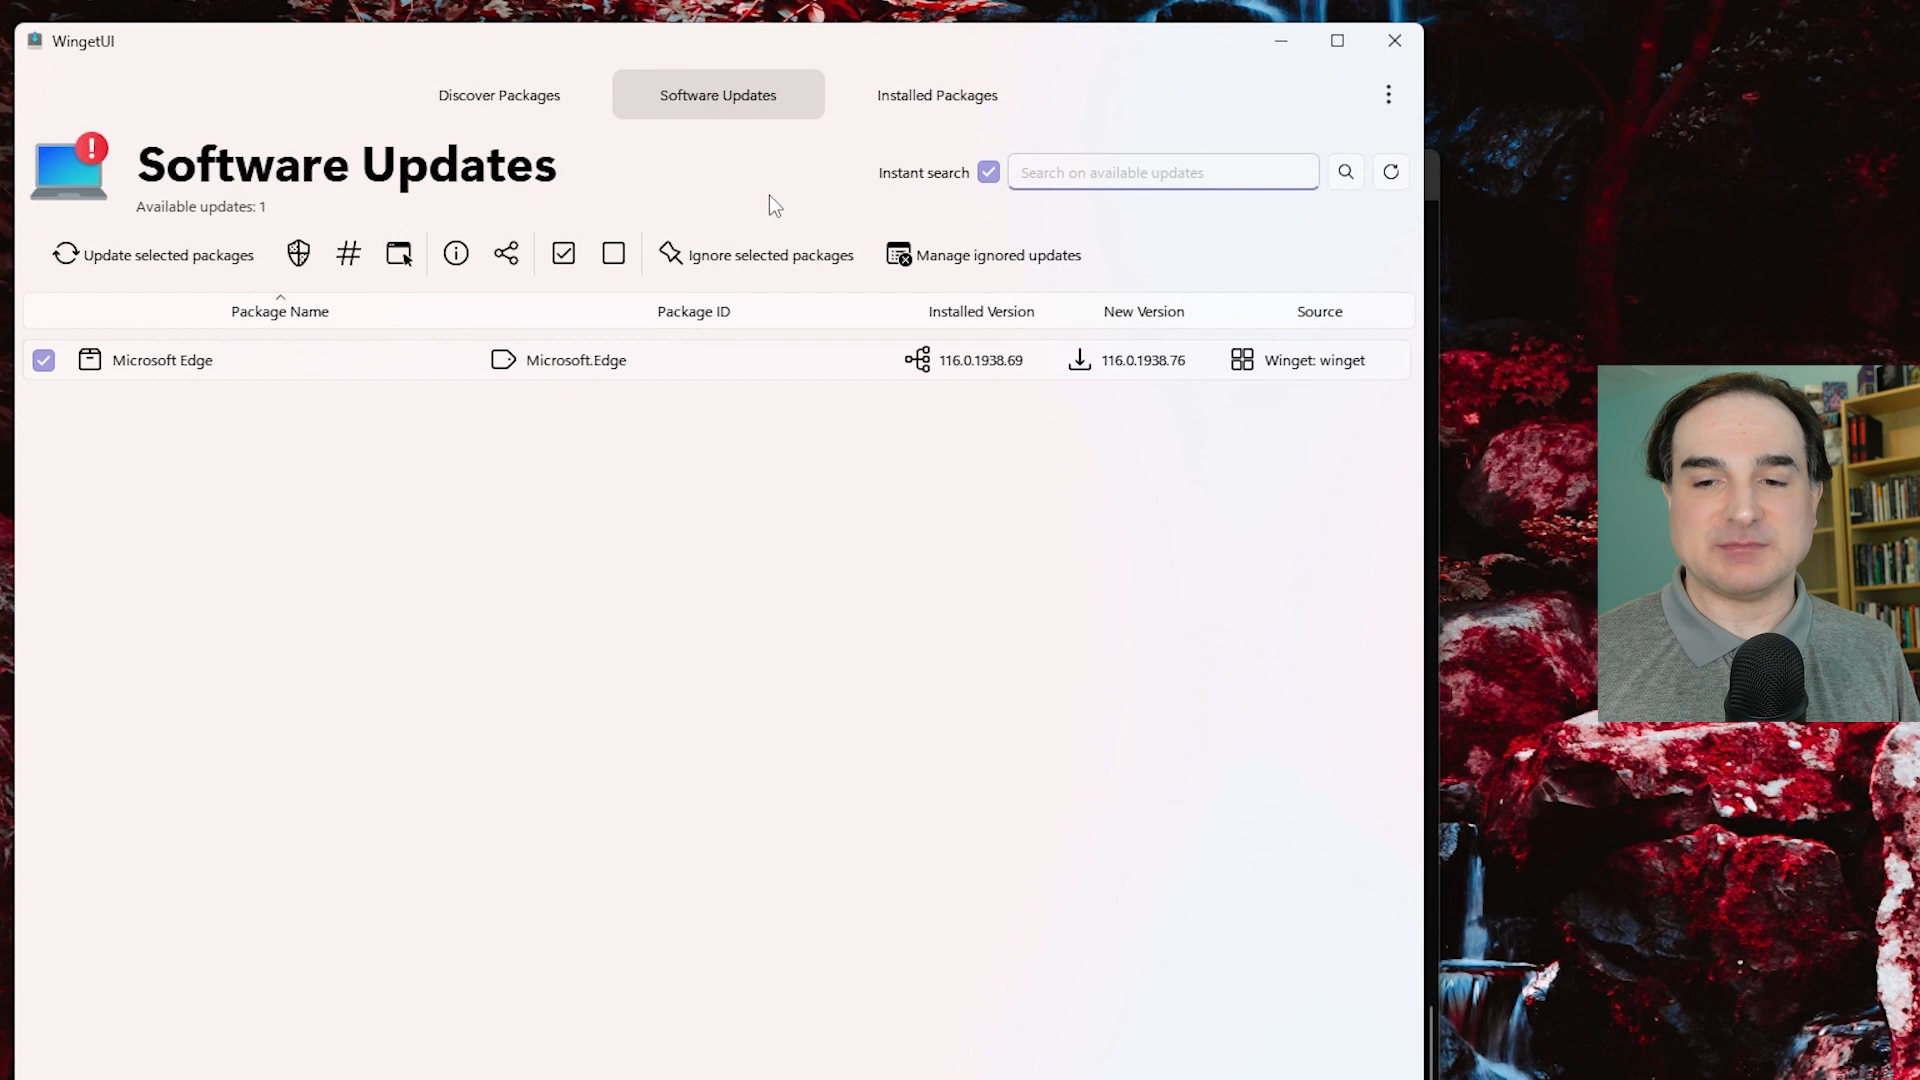 WingetUI
Discover Packages
Software Updates
Installed Packages
Software Updates
Available updates: 1
Instant search
Search on available updates
Update selected packages
Ignore selected packages
Manage ignored updates
Package Name
Package ID
Installed Version
New Version
Source
Microsoft Edge
Microsoft.Edge
116.0.1938.69
116.0.1938.76
Winget: winget